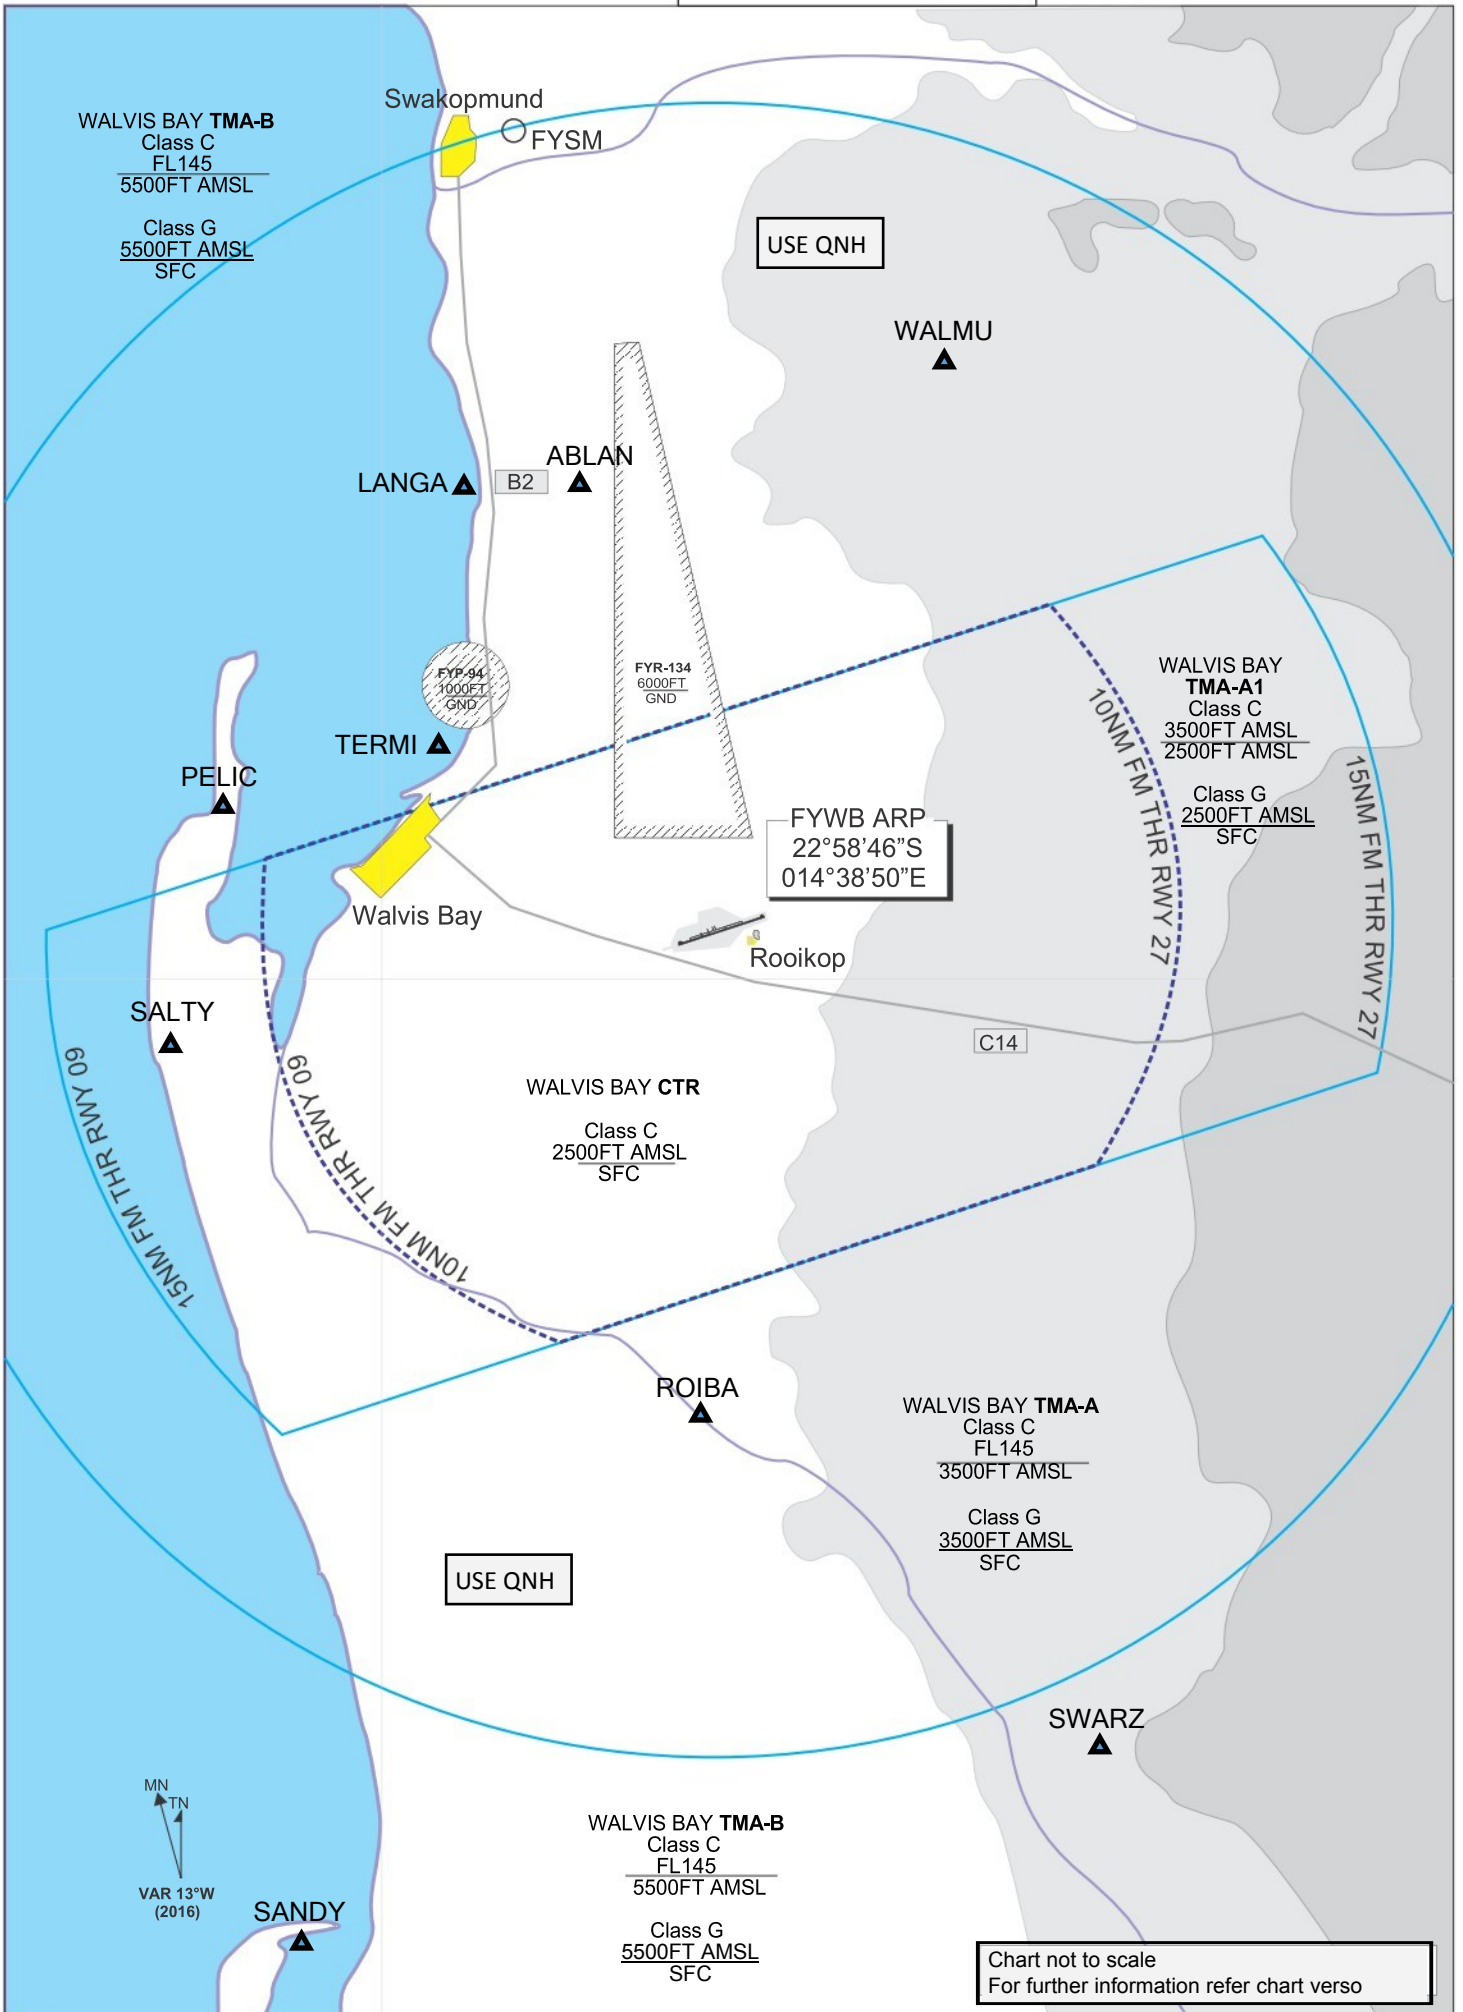 Swakopmund
FYSM
WALVIS BAY TMA-B
Class C
FL145
5500FT AMSL
Class G
5500FT AMSL
SFC
USE QNH
WALMU
ABLAN
LANGA
B2
FYP-94
1000FT
GND
FYR-134
6000FT
GND
WALVIS BAY
TMA-A1
Class C
3500FT AMSL
2500FT AMSL
Class G
2500FT AMSL
SFC
10NM FM THR RWY 27
15NM FM THR RWY 27
TERMI
PELIC
FYWB ARP
22°58'46”S
014°38'50”E
Walvis Bay
Rooikop
SALTY
C14
15NM FM THR RWY 09
10NM FM THR RWY 09
WALVIS BAY CTR
Class C
2500FT AMSL
SFC
ROIBA
WALVIS BAY TMA-A
Class C
FL145
3500FT AMSL
Class G
3500FT AMSL
SFC
USE QNH
SWARZ
MN
TN
VAR 13°W
(2016)
SANDY
WALVIS BAY TMA-B
Class C
FL145
5500FT AMSL
Class G
5500FT AMSL
SFC
Chart not to scale
For further information refer chart verso